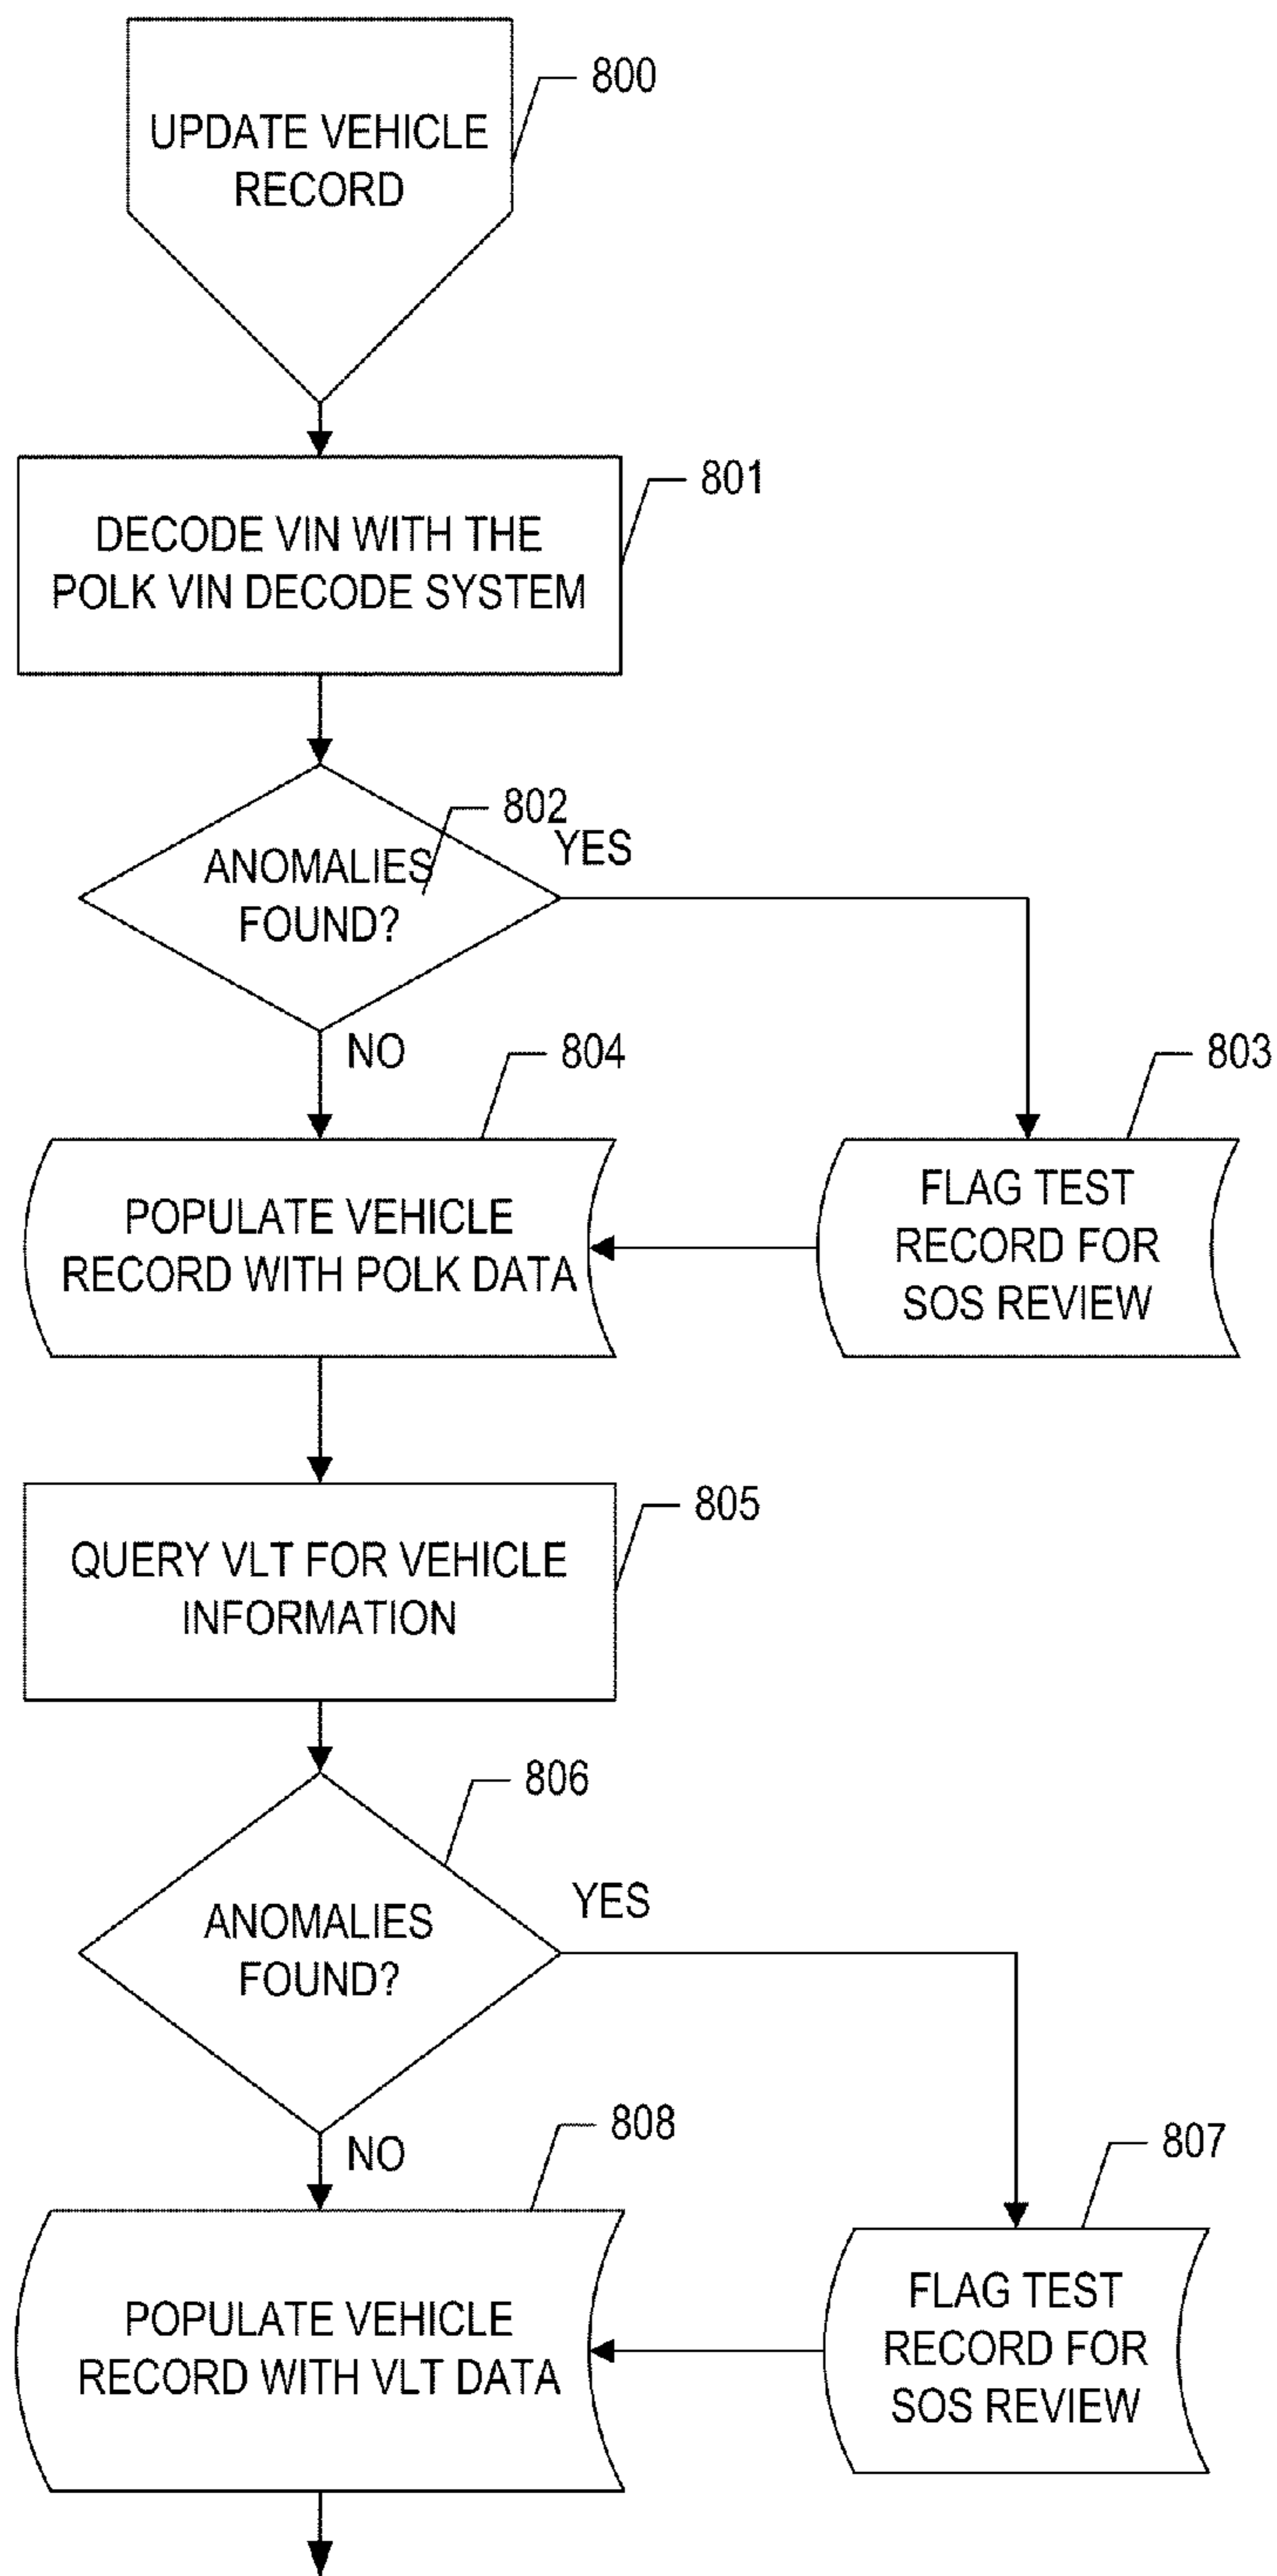 800
UPDATE VEHICLE
RECORD
801
DECODE VIN WITH THE
POLK VIN DECODE SYSTEM
802
YES
ANOMALIES
FOUND?
NO
804
803
POPULATE VEHICLE
RECORD WITH POLK DATA
FLAG TEST
RECORD FOR
SOS REVIEW
805
QUERY VLT FOR VEHICLE
INFORMATION
806
YES
ANOMALIES
FOUND?
NO
808
807
POPULATE VEHICLE
RECORD WITH VLT DATA
FLAG TEST
RECORD FOR
SOS REVIEW